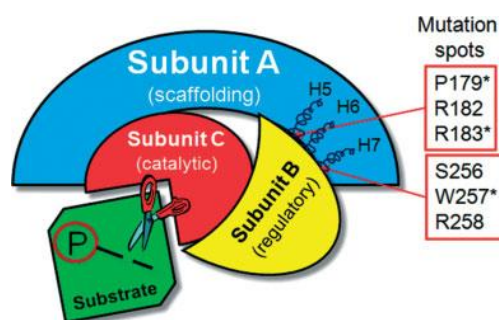 Mutation
spots
Subunit A
(scaffolding)
H5
H6
H7
P179*
R182
R183*
Subunit C
(catalytic)
Subunit B
(regulatory)
S256
W257*
R258
P
Substrate